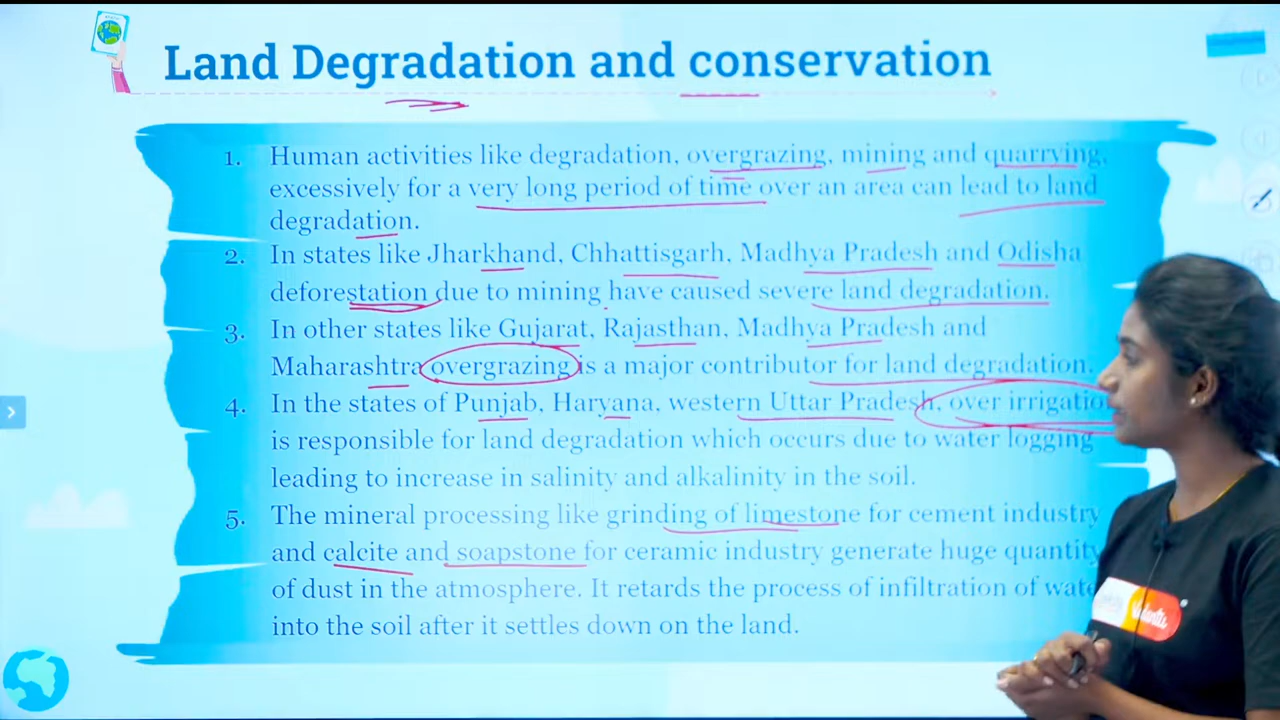 Land Degradation and conservation
1. Human activities like degradation, overgrazing, mining and quarrying,
excessively for a very long period of time over an area can lead to land
degradation.
2. In states like Jharkhand, Chhattisgarh, Madhya Pradesh and Odisha
deforestation due to mining have caused severe land degradation.
3. In other states like Gujarat, Rajasthan, Madhya Pradesh and
Maharashtra overgrazing is a major contributor for land degradation.
4. In the states of Punjab, Haryana, western Uttar Pradesh, over irrigatio
is responsible for land degradation which occurs due to water logging
leading to increase in salinity and alkalinity in the soil.
5. The mineral processing like grinding of limestone for cement industry
and calcite and soapstone for ceramic industry generate huge quantity
of dust in the atmosphere. It retards the process of infiltration of wate
into the soil after it settles down on the land.